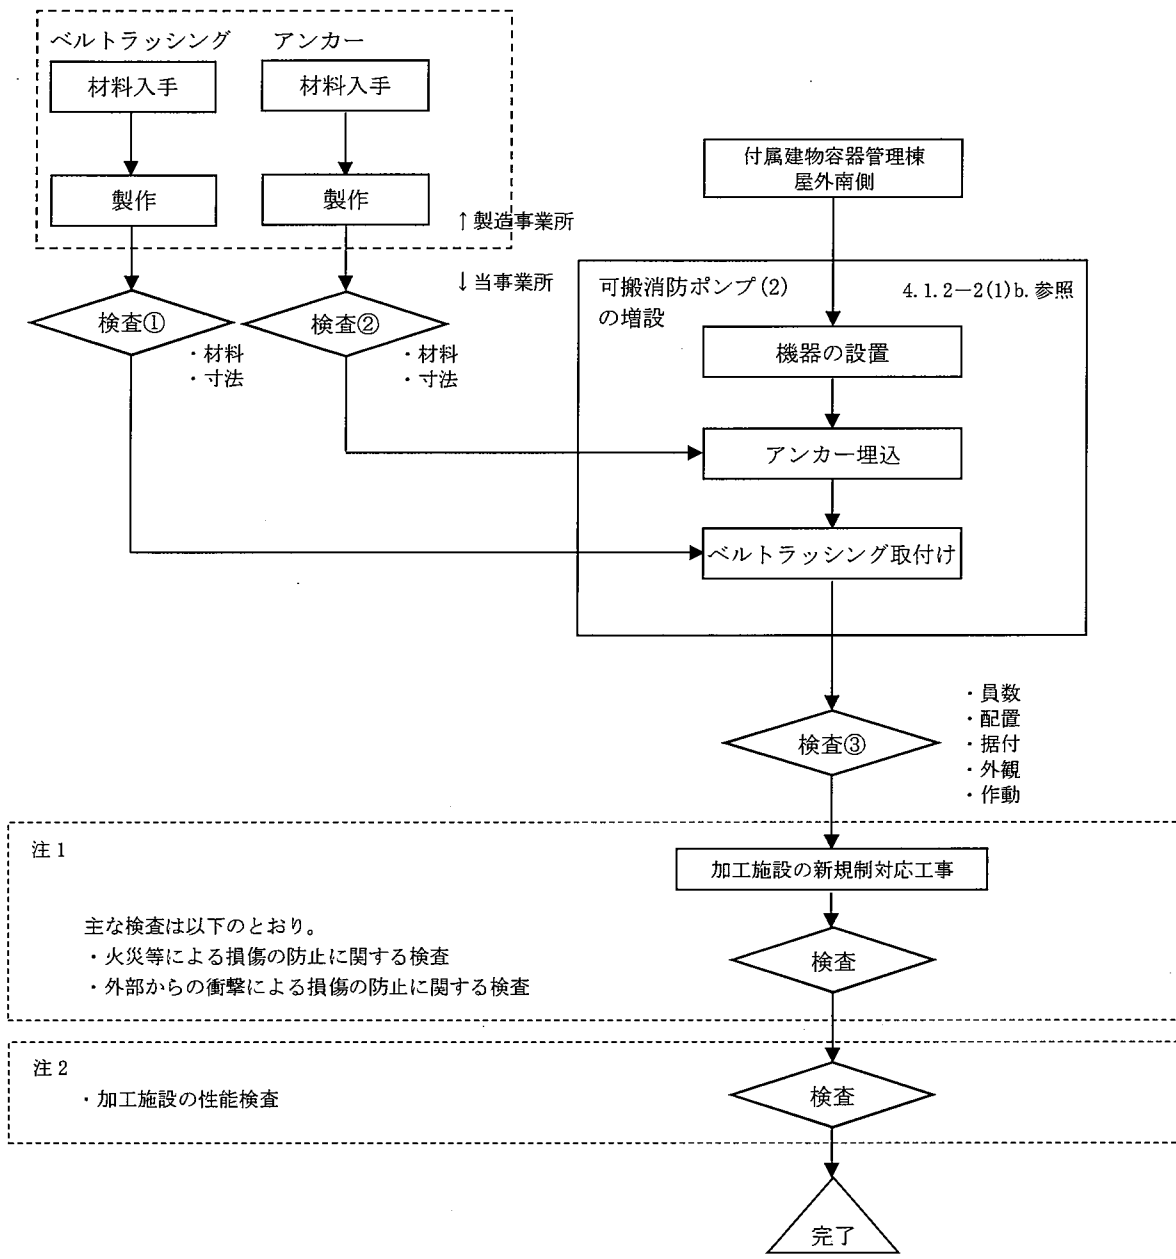 ベルトラッシング
アンカー
材料入手
材料入手
製作
製作
↑製造事業所
↓当事業所
検査①
・材料
・寸法
検査②
・材料
・寸法
付属建物容器管理棟
屋外南側
可搬消防ポンプ(2)
の増設
4.1.2－2(1)b.参照
機器の設置
アンカー埋込
ベルトラッシング取付け
検査③
・員数
・配置
・据付
・外観
・作動
注1
加工施設の新規制対応工事
主な検査は以下のとおり。
・火災等による損傷の防止に関する検査
・外部からの衝撃による損傷の防止に関する検査
検査
注2
・加工施設の性能検査
検査
完了